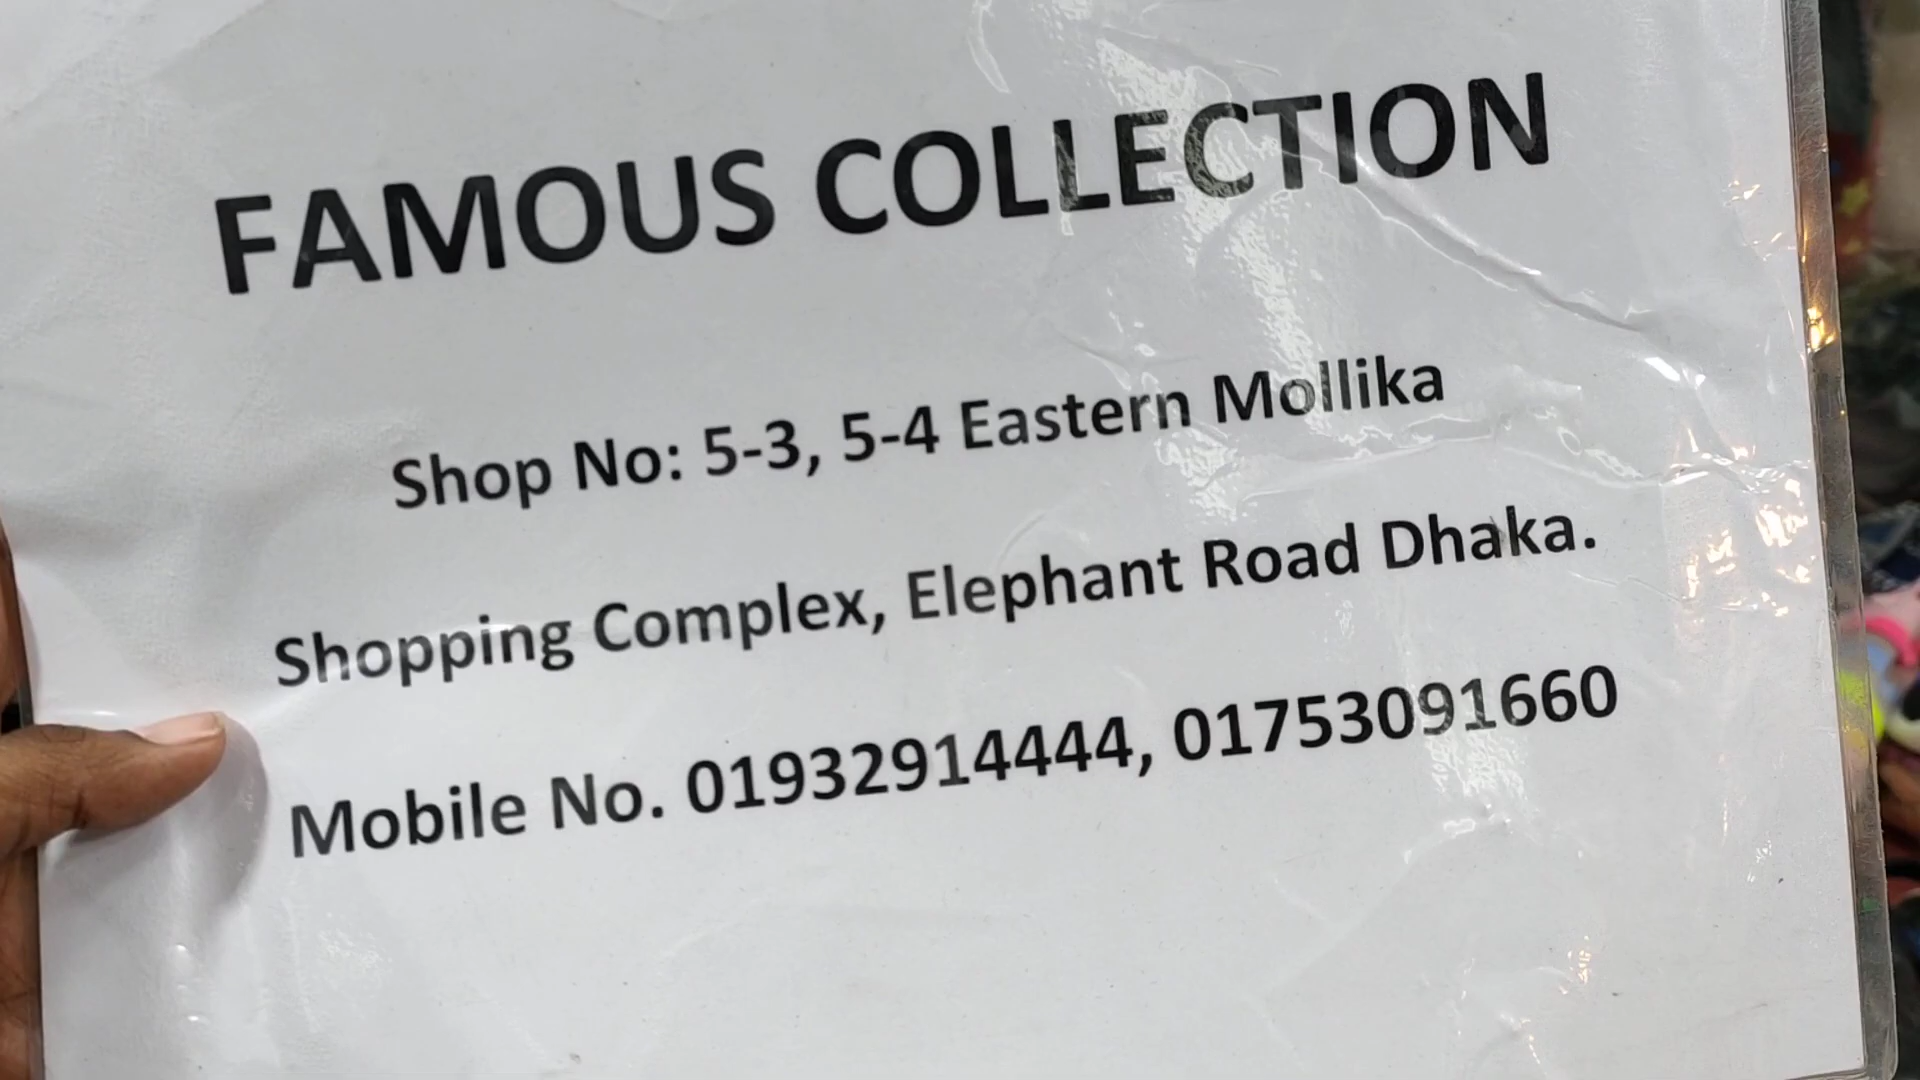 FAMOUS COLLECTION
Shop No: 5-3, 5-4 Eastern Mollika
Shopping Complex, Elephant Road Dhaka.
Mobile No. 01932914444, 01753091660